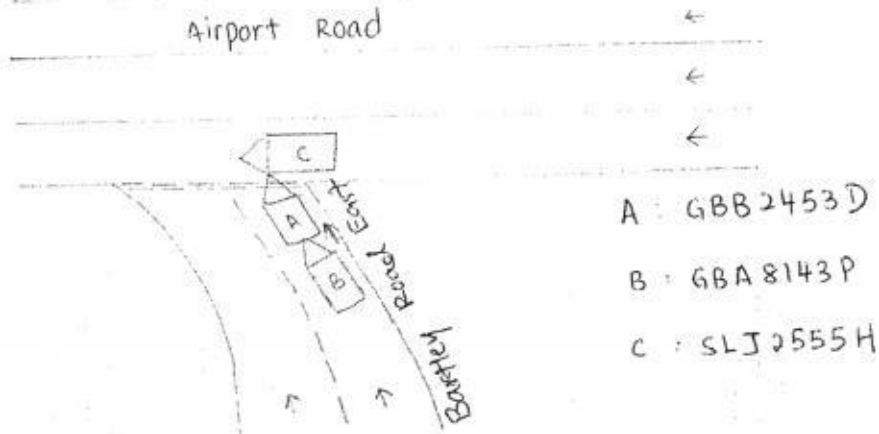 Airport Road
C
A
B
Bartley Road East
A : GBB2453D
B : GBA8143P
C : SLJ2555H